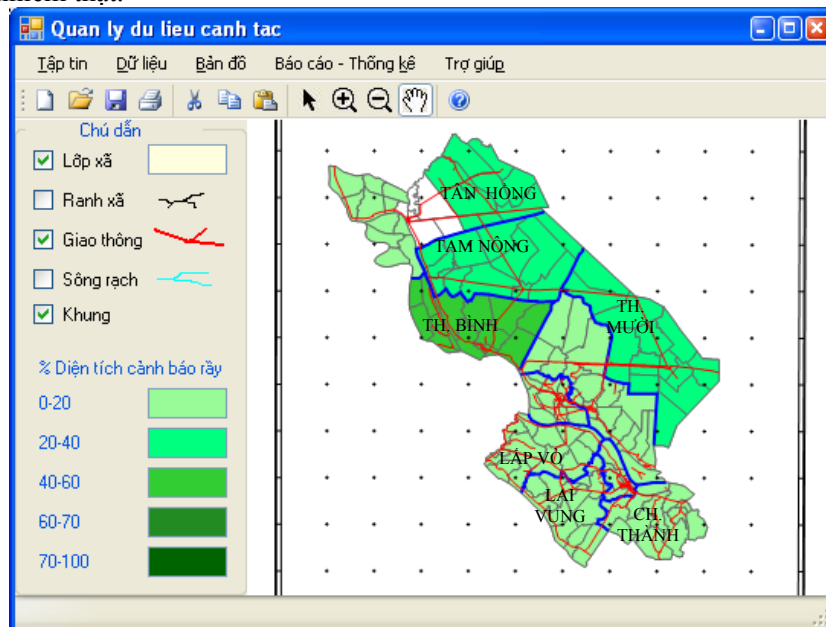 Quan ly du lieu canh tac
Tập tin Dữ liệu Bản đồ Báo cáo - Thống kê Trợ giúp
Chú dẫn
Lớp xã
Ranh xã
Giao thông
Sông rạch
Khung
% Diện tích cảnh báo rầy
0-20
20-40
40-60
60-70
70-100
TÂN HỒNG
TAM NÔNG
TH. BÌNH
TH.
MƯỜI
LẤP VÒ
LAI
VUNG
CH.
THÀNH